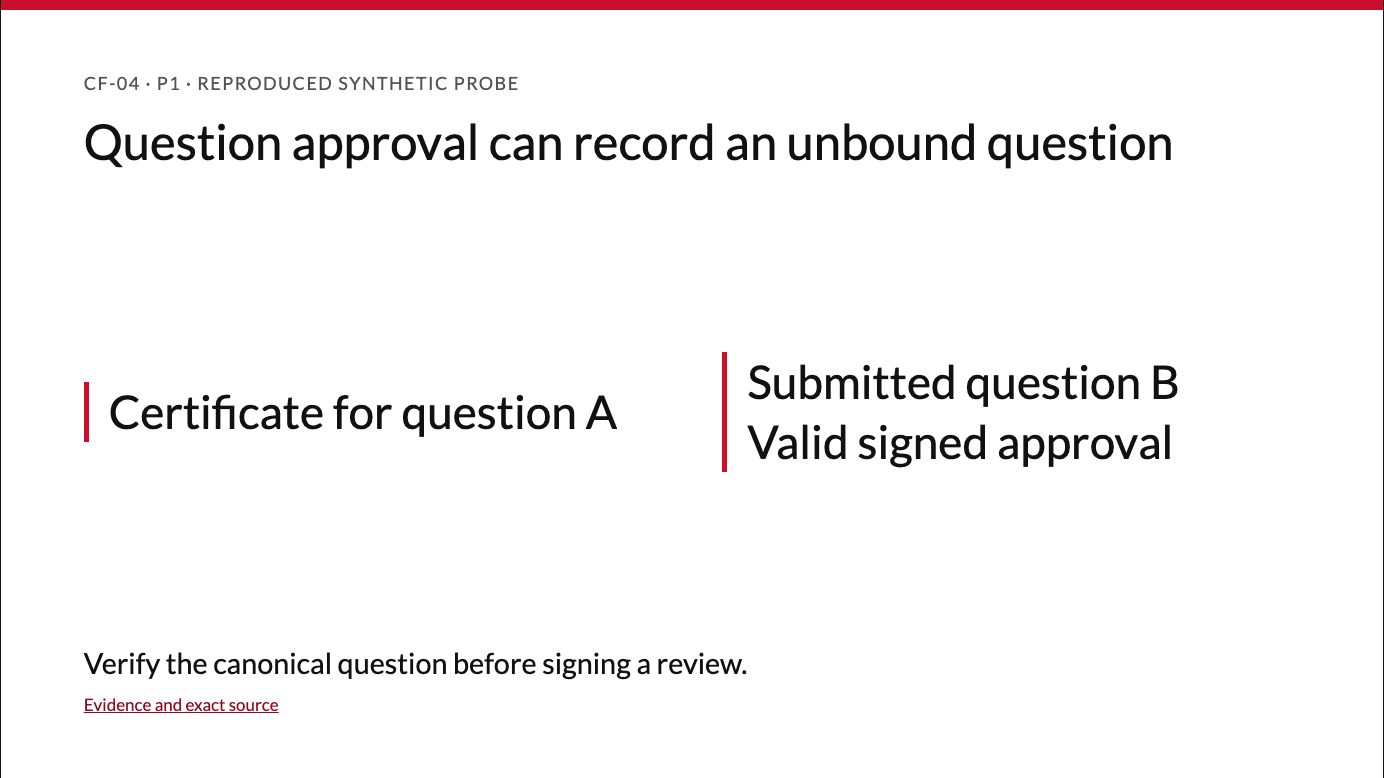 CF-04 · P1 · REPRODUCED SYNTHETIC PROBE
Question approval can record an unbound question
Certificate for question A
Submitted question B
Valid signed approval
Verify the canonical question before signing a review.
Evidence and exact source